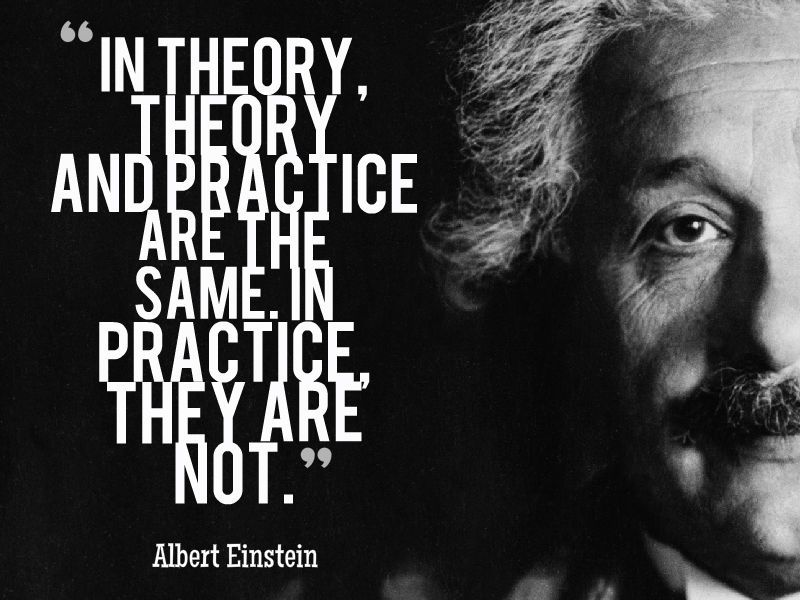 “IN THEORY,
THEORY
AND PRACTICE
ARE THE
SAME. IN
PRACTICE,
THEY ARE
NOT.”
Albert Einstein